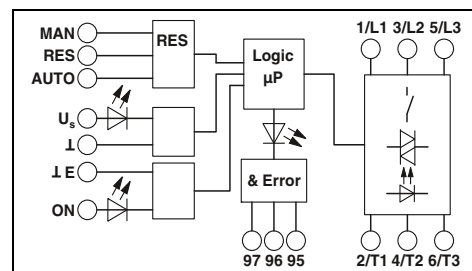 MAN
RES
AUTO
RES
Us
⊥
⊥ E
ON
Logic
µP
& Error
97 96 95
1/L1 3/L2 5/L3
2/T1 4/T2 6/T3